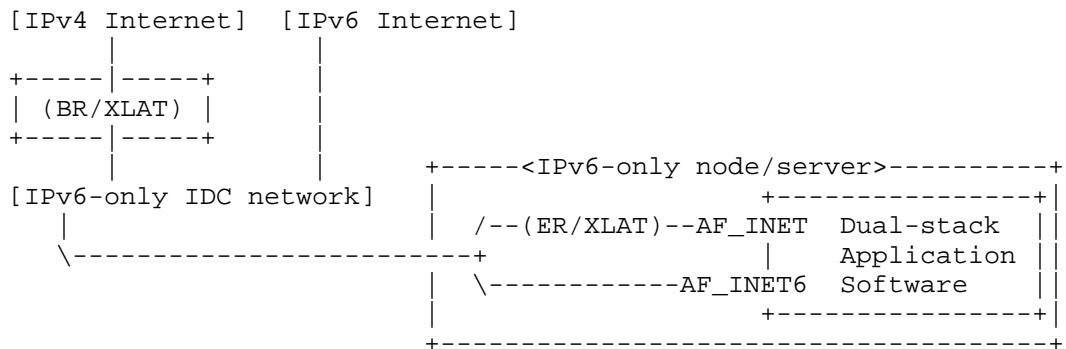 [IPv4 Internet]  [IPv6 Internet]
          |                |
+-----|-----+       |
| (BR/XLAT) |       |
+-----|-----+       |
          |                |         +-----<IPv6-only node/server>----------+
[IPv6-only IDC network]    |                    +----------------+|
    |                              |  /--(ER/XLAT)--AF_INET  Dual-stack  ||
    \--------------------------+                  |    Application ||
                                   |  \------------AF_INET6  Software    ||
                                   |                    +----------------+|
                                   +--------------------------------------+